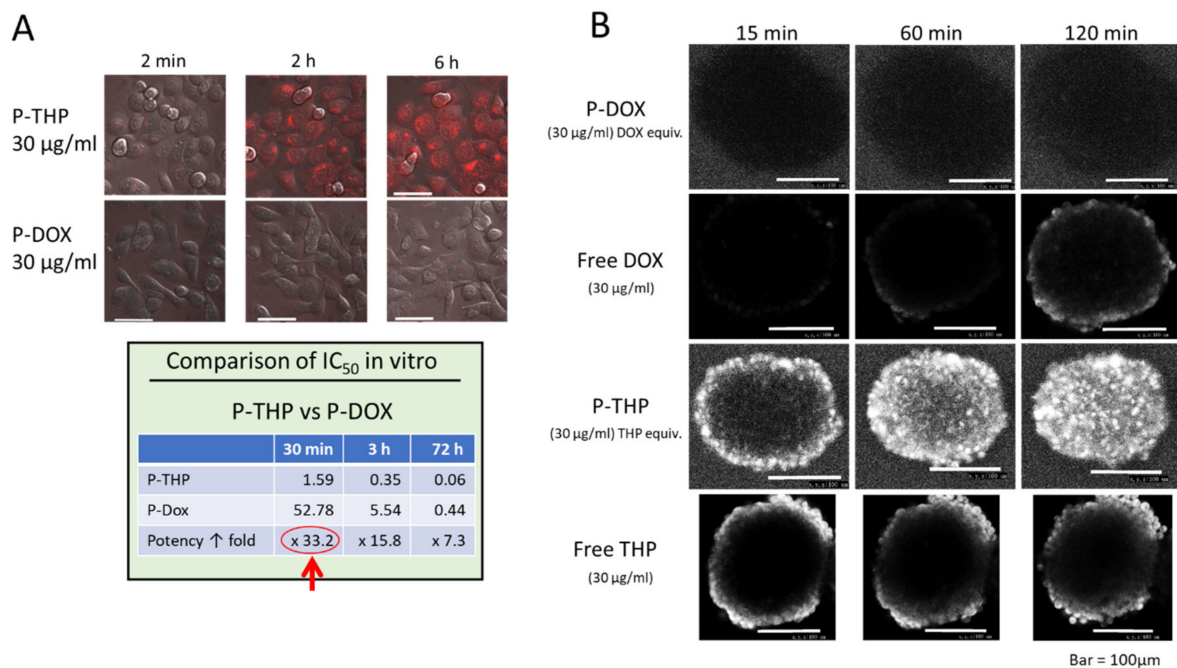 A
2 min 2 h 6 h
P-THP
30 µg/ml
P-DOX
30 µg/ml
Comparison of IC50 in vitro
P-THP vs P-DOX
30 min 3 h 72 h
P-THP 1.59 0.35 0.06
P-Dox 52.78 5.54 0.44
Potency ↑ fold x 33.2 x 15.8 x 7.3
B
15 min 60 min 120 min
P-DOX
(30 µg/ml) DOX equiv.
Free DOX
(30 µg/ml)
P-THP
(30 µg/ml) THP equiv.
Free THP
(30 µg/ml)
Bar = 100µm